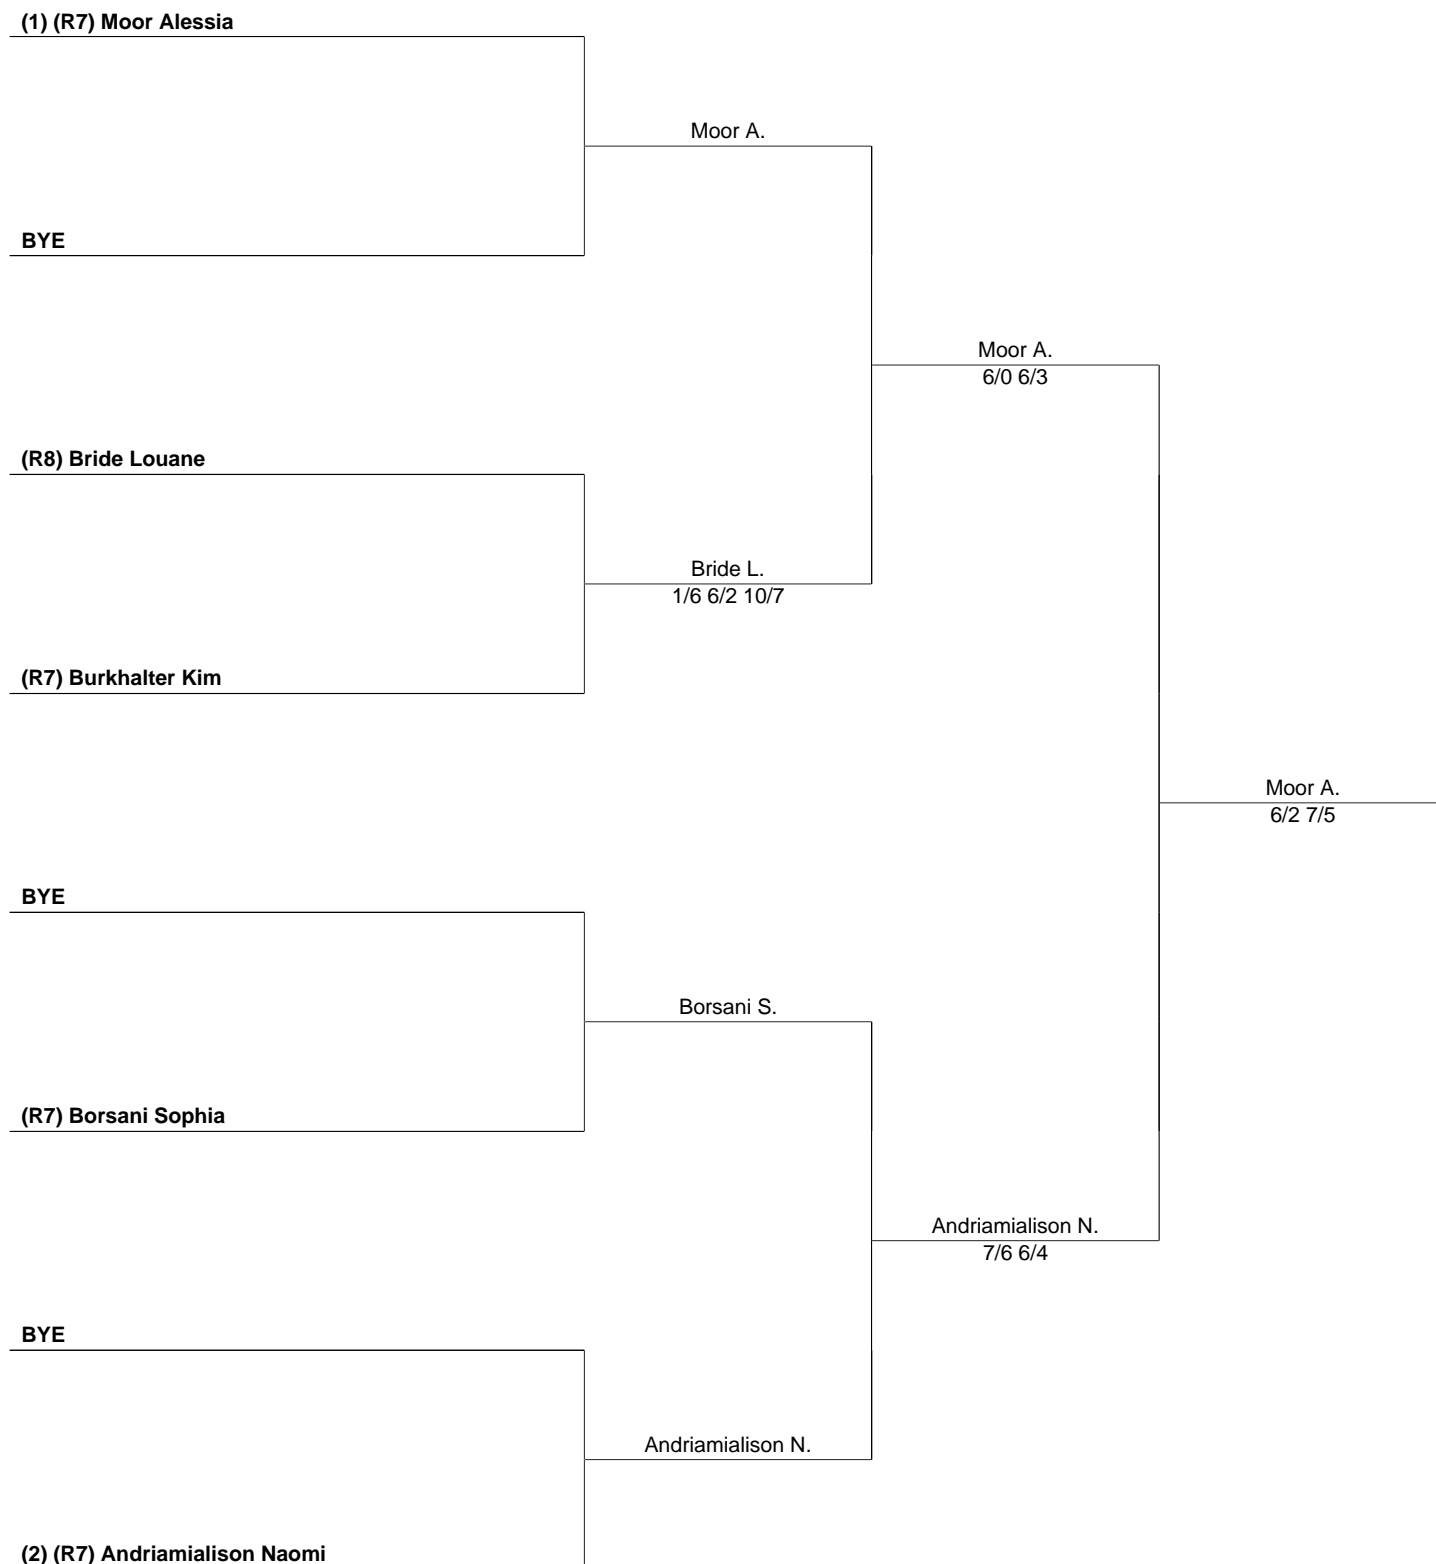 (1) (R7) Moor Alessia
Moor A.
BYE
Moor A.
6/0 6/3
(R8) Bride Louane
Bride L.
1/6 6/2 10/7
(R7) Burkhalter Kim
Moor A.
6/2 7/5
BYE
Borsani S.
(R7) Borsani Sophia
Andriamialison N.
7/6 6/4
BYE
Andriamialison N.
(2) (R7) Andriamialison Naomi